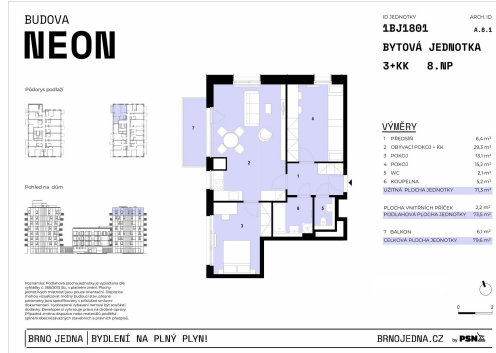 BUDOVA
NEON
ID JEDNOTKY
ARCH. ID
1BJ1801
A.8.1
BYTOVÁ JEDNOTKA
3+KK 8.NP
Půdorys podlaží
Pohled na dům
7
2
4
1
3
6
5
VÝMĚRY
1 PŘEDSÍŇ 6,4 m²
2 OBÝVACÍ POKOJ + KK 29,3 m²
3 POKOJ 13,1 m²
4 POKOJ 15,2 m²
5 WC 2,1 m²
6 KOUPELNA 5,2 m²
UŽITNÁ PLOCHA JEDNOTKY 71,3 m²
PLOCHA VNITŘNÍCH PŘÍČEK 2,2 m²
PODLAHOVÁ PLOCHA JEDNOTKY 73,5 m²
7 BALKON 6,1 m²
CELKOVÁ PLOCHA JEDNOTKY 79,6 m²
0 2
BRNO JEDNA BYDLENÍ NA PLNÝ PLYN!
BRNOJEDNA.CZ
by PSN